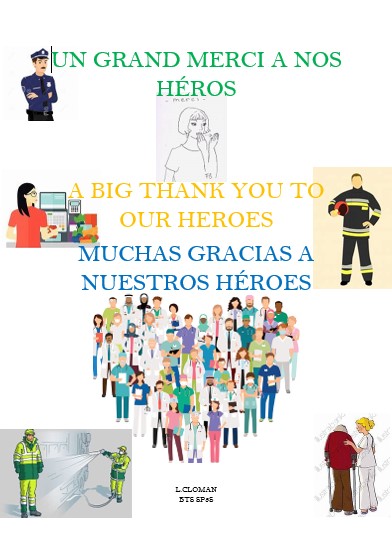 UN GRAND MERCI A NOS
HÉROS
- merci -
A BIG THANK YOU TO
OUR HEROES
MUCHAS GRACIAS A
NUESTROS HÉROES
L.CLOMAN
BTS SP3S